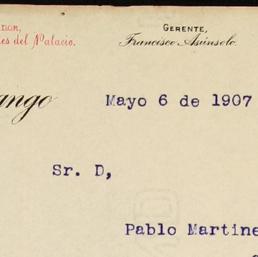 GERENTE,
es del Palacio. Francisco Asúnsolo.
ango Mayo 6 de 1907
Sr. D,
Pablo Martine